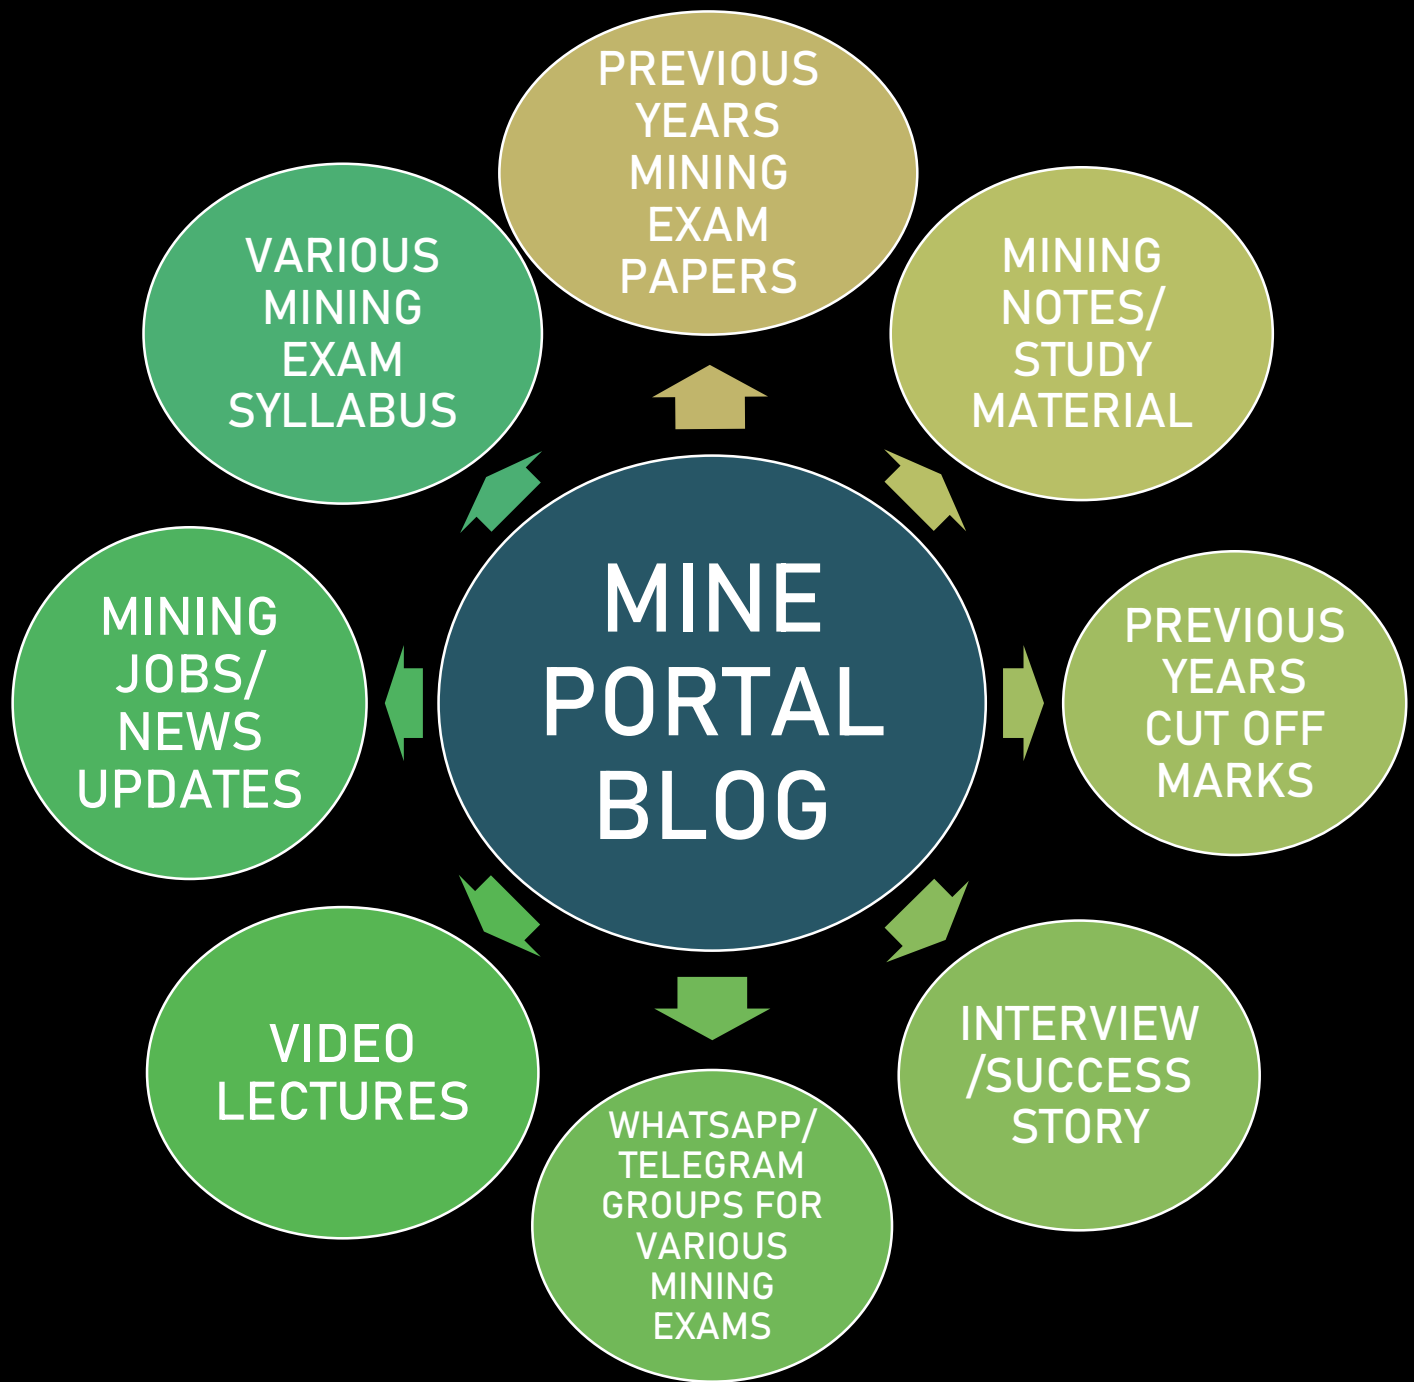 PREVIOUS
YEARS
MINING
EXAM
PAPERS
VARIOUS
MINING
EXAM
SYLLABUS
MINING
NOTES/
STUDY
MATERIAL
MINING
JOBS/
NEWS
UPDATES
MINE
PORTAL
BLOG
PREVIOUS
YEARS
CUT OFF
MARKS
VIDEO
LECTURES
INTERVIEW
/SUCCESS
STORY
WHATSAPP/
TELEGRAM
GROUPS FOR
VARIOUS
MINING
EXAMS